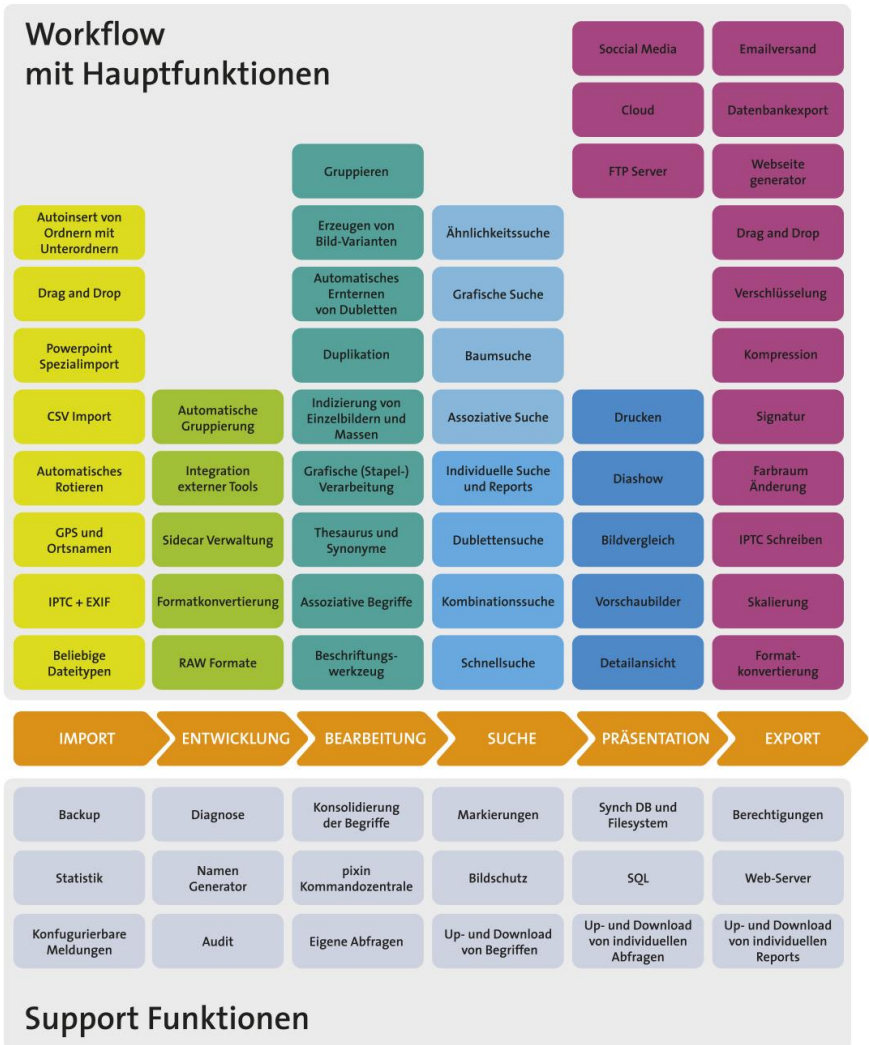 Workflow
mit Hauptfunktionen
Soccial Media
Emailversand
Cloud
Datenbankexport
Gruppieren
FTP Server
Webseite
generator
Autoinsert von
Ordnern mit
Unterordnern
Erzeugen von
Bild-Varianten
Ähnlichkeitssuche
Drag and Drop
Drag and Drop
Automatisches
Ernternen
von Dubletten
Grafische Suche
Verschlüsselung
Powerpoint
Spezialimport
Duplikation
Baumsuche
Kompression
CSV Import
Automatische
Gruppierung
Indizierung von
Einzelbildern und
Massen
Assoziative Suche
Drucken
Signatur
Automatisches
Rotieren
Integration
externer Tools
Grafische (Stapel-)
Verarbeitung
Individuelle Suche
und Reports
Diashow
Farbraum
Änderung
GPS und
Ortsnamen
Sidecar Verwaltung
Thesaurus und
Synonyme
Dublettensuche
Bildvergleich
IPTC Schreiben
IPTC + EXIF
Formatkonvertierung
Assoziative Begriffe
Kombinationssuche
Vorschaubilder
Skalierung
Beliebige
Dateitypen
RAW Formate
Beschriftungs-
werkzeug
Schnellsuche
Detailansicht
Format-
konvertierung
IMPORT
ENTWICKLUNG
BEARBEITUNG
SUCHE
PRÄSENTATION
EXPORT
Backup
Diagnose
Konsolidierung
der Begriffe
Markierungen
Synch DB und
Filesystem
Berechtigungen
Statistik
Namen
Generator
pixin
Kommandozentrale
Bildschutz
SQL
Web-Server
Konfugurierbare
Meldungen
Audit
Eigene Abfragen
Up- und Download
von Begriffen
Up- und Download
von individuellen
Abfragen
Up- und Download
von individuellen
Reports
Support Funktionen